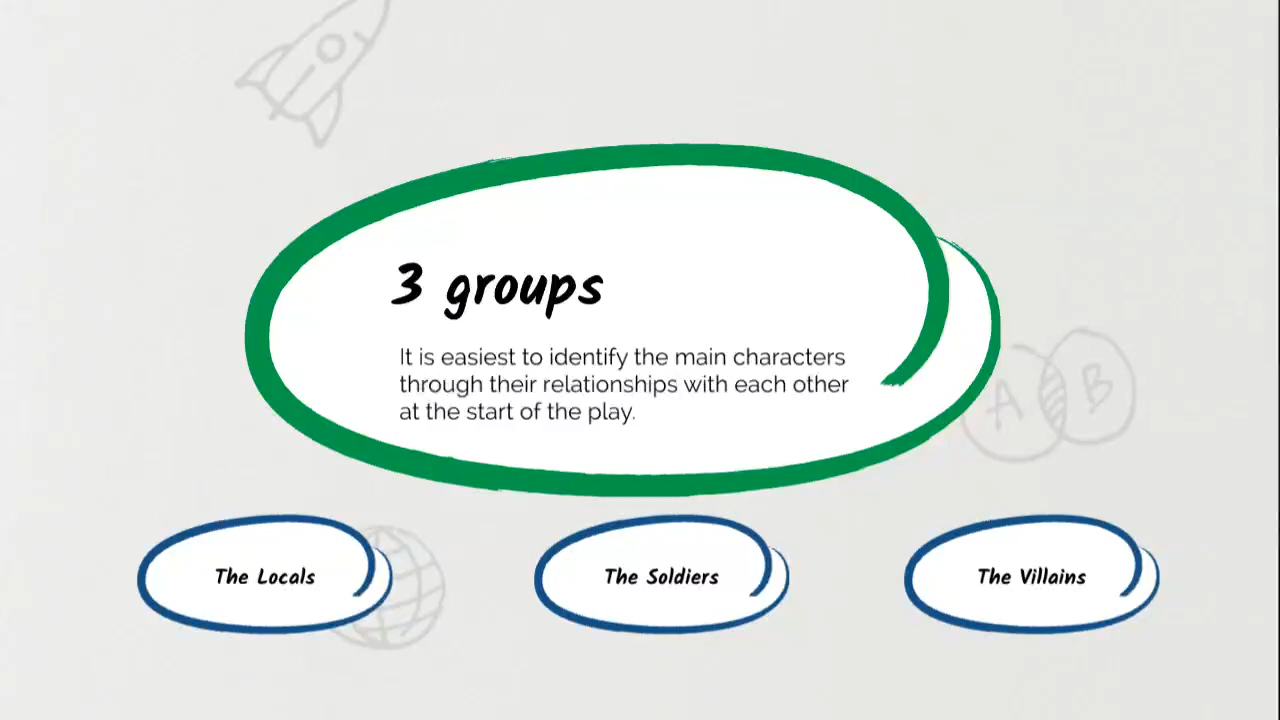 3 groups
It is easiest to identify the main characters
through their relationships with each other
at the start of the play.
A B
The Locals
The Soldiers
The Villains